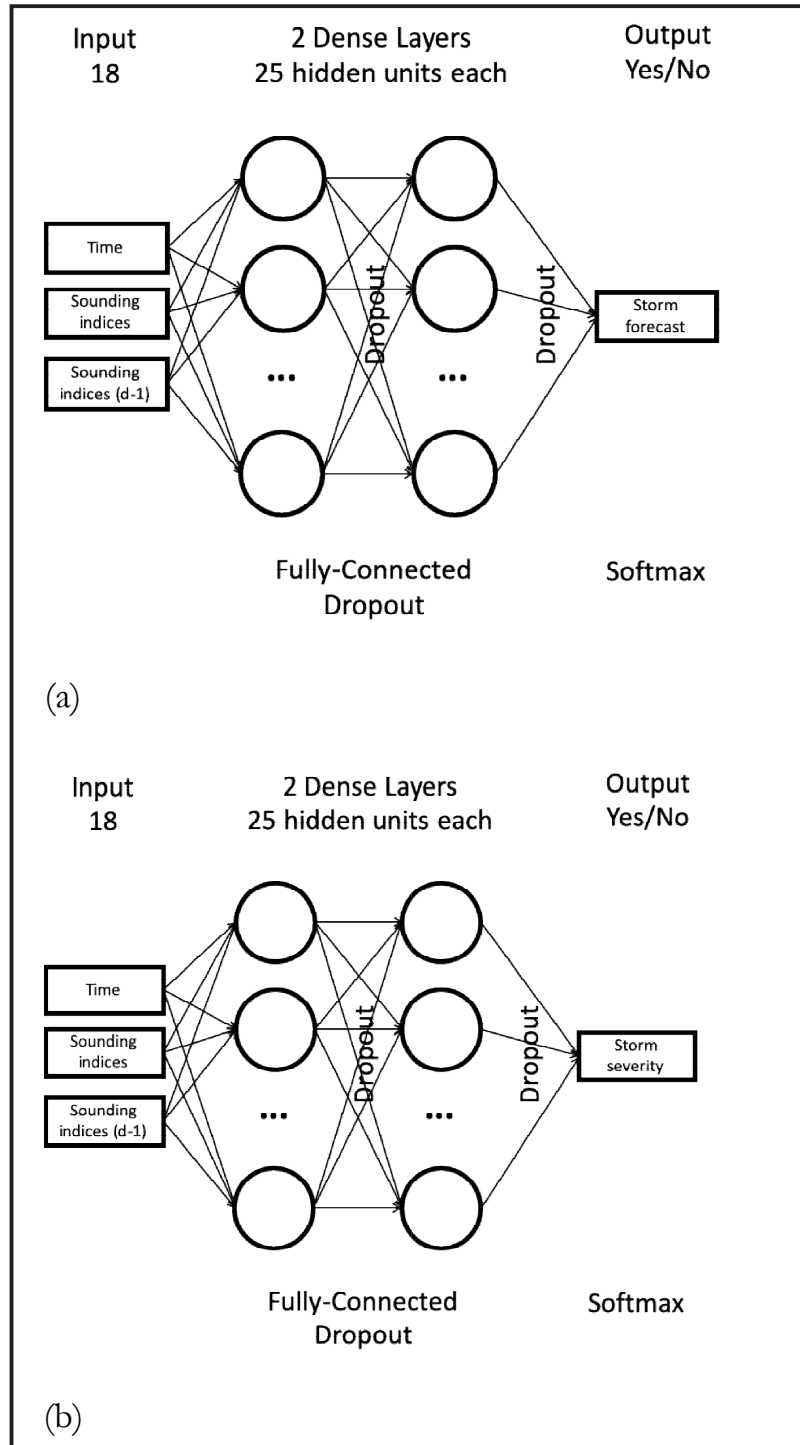 Input
18
2 Dense Layers
25 hidden units each
Output
Yes/No
Time
Sounding
indices
Sounding
indices (d-1)
...
Dropout
...
Dropout
Storm
forecast
Fully-Connected
Dropout
Softmax
(a)
Input
18
2 Dense Layers
25 hidden units each
Output
Yes/No
Time
Sounding
indices
Sounding
indices (d-1)
...
Dropout
...
Dropout
Storm
severity
Fully-Connected
Dropout
Softmax
(b)